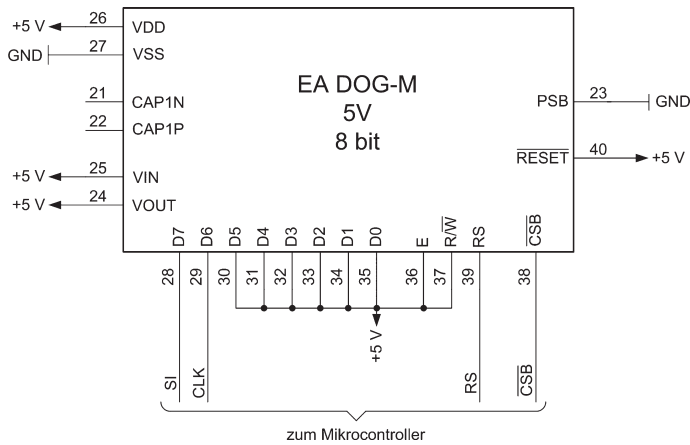 +5 V 26 VDD
GND 27 VSS
21 CAP1N
22 CAP1P
+5 V 25 VIN
+5 V 24 VOUT
EA DOG-M
5V
8 bit
PSB 23 GND
RESET 40 +5 V
D7 D6 D5 D4 D3 D2 D1 D0 E R/W RS CSB
28 29 30 31 32 33 34 35 36 37 39 38
+5 V
SI CLK RS CSB
zum Mikrocontroller